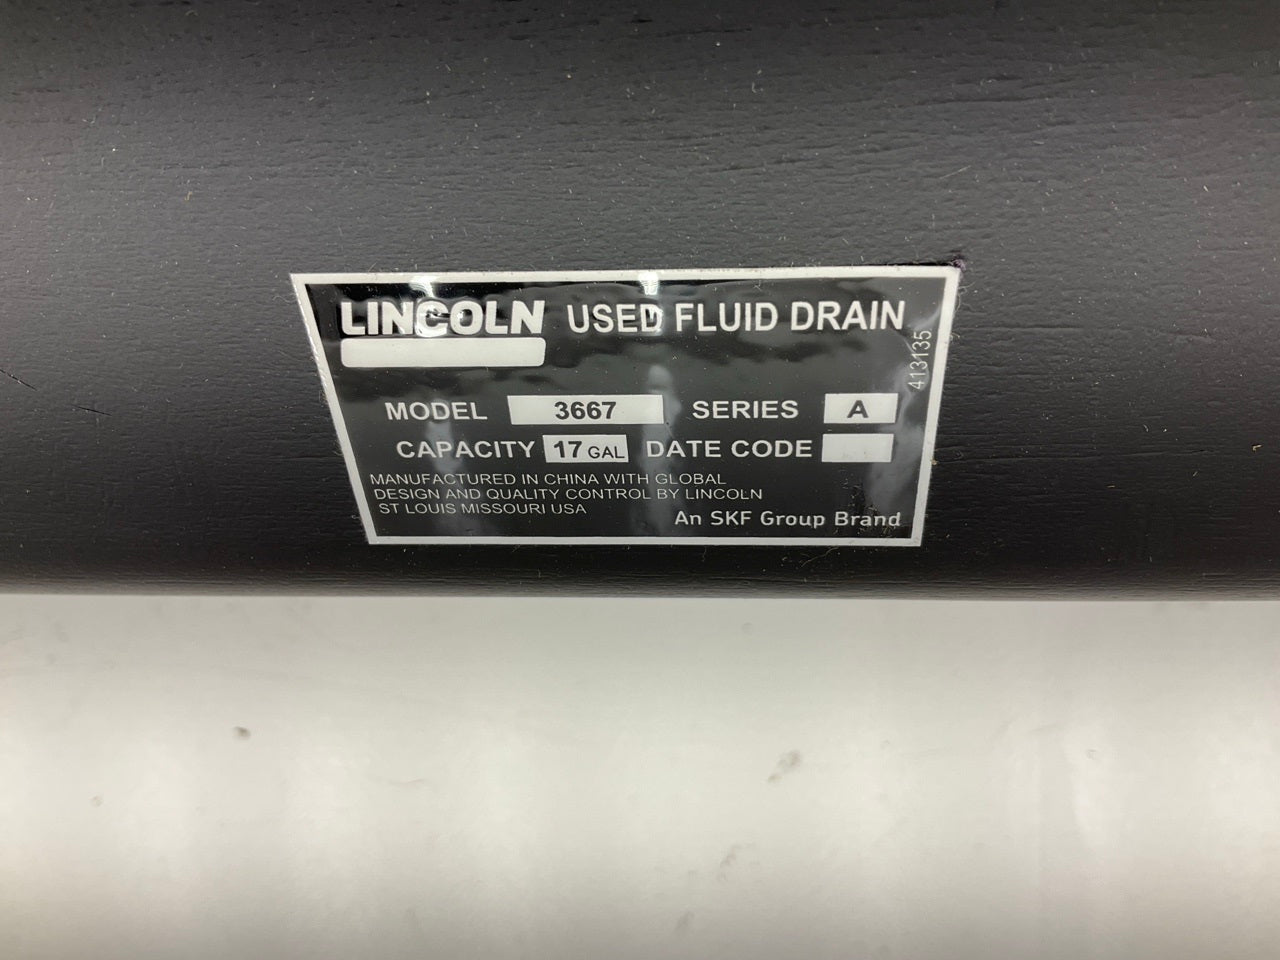 LINCOLN USED FLUID DRAIN
MODEL 3667 SERIES A
CAPACITY 17 GAL DATE CODE
MANUFACTURED IN CHINA WITH GLOBAL
DESIGN AND QUALITY CONTROL BY LINCOLN
ST LOUIS MISSOURI USA
An SKF Group Brand
413135